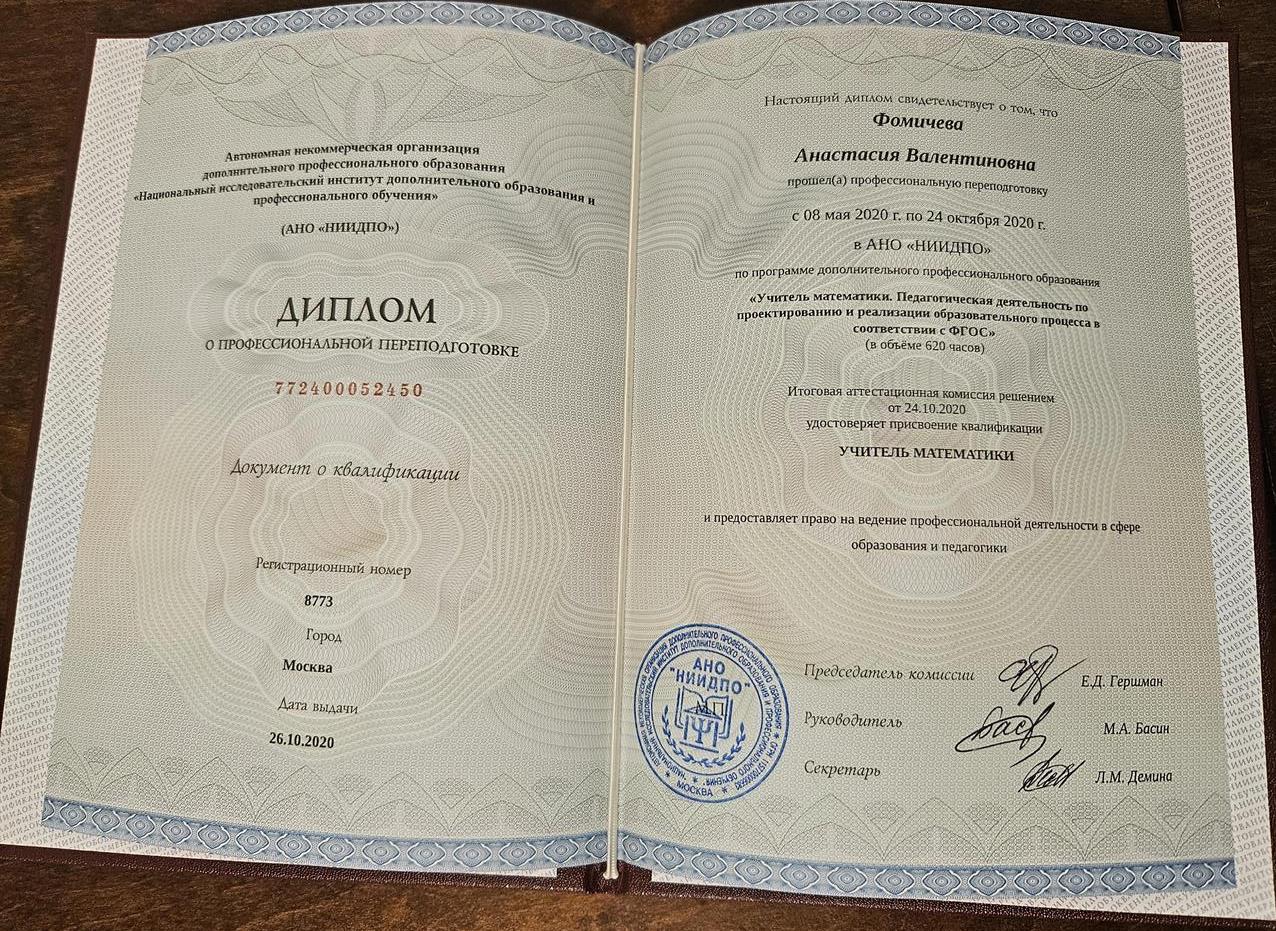 Автономная некоммерческая организация
дополнительного профессионального образования
«Национальный исследовательский институт дополнительного образования и
профессионального обучения»
(АНО «НИИДПО»)
ДИПЛОМ
О ПРОФЕССИОНАЛЬНОЙ ПЕРЕПОДГОТОВКЕ
772400052450
Документ о квалификации
Регистрационный номер
8773
Город
Москва
Дата выдачи
26.10.2020
Настоящий диплом свидетельствует о том, что
Фомичева
Анастасия Валентиновна
прошел(а) профессиональную переподготовку
с 08 мая 2020 г. по 24 октября 2020 г.
в АНО «НИИДПО»
по программе дополнительного профессионального образования
«Учитель математики. Педагогическая деятельность по
проектированию и реализации образовательного процесса в
соответствии с ФГОС»
(в объёме 620 часов)
Итоговая аттестационная комиссия решением
от 24.10.2020
удостоверяет присвоение квалификации
УЧИТЕЛЬ МАТЕМАТИКИ
и предоставляет право на ведение профессиональной деятельности в сфере
образования и педагогики
АНО
"НИИДПО"
МП
МОСКВА
Председатель комиссии
Е.Д. Гершман
Руководитель
М.А. Басин
Секретарь
Л.М. Демина